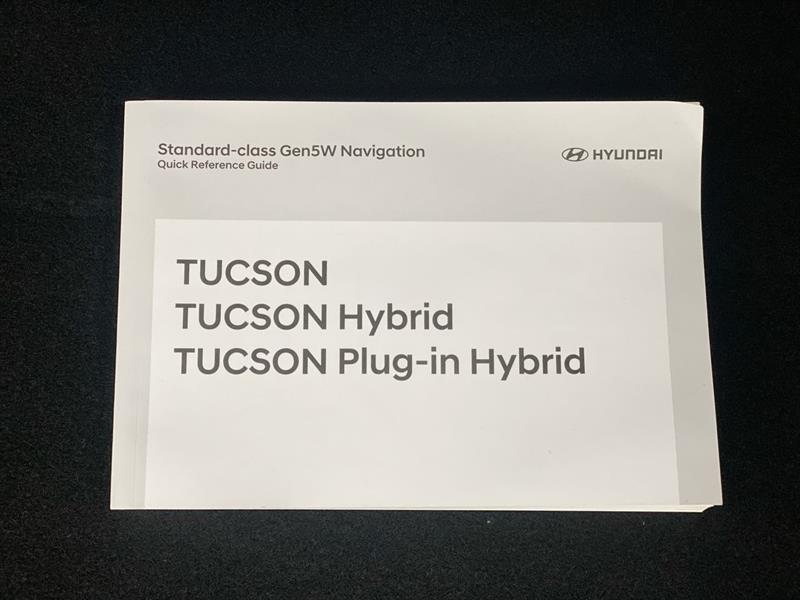 Standard-class Gen5W Navigation
Quick Reference Guide
HYUNDAI
TUCSON
TUCSON Hybrid
TUCSON Plug-in Hybrid